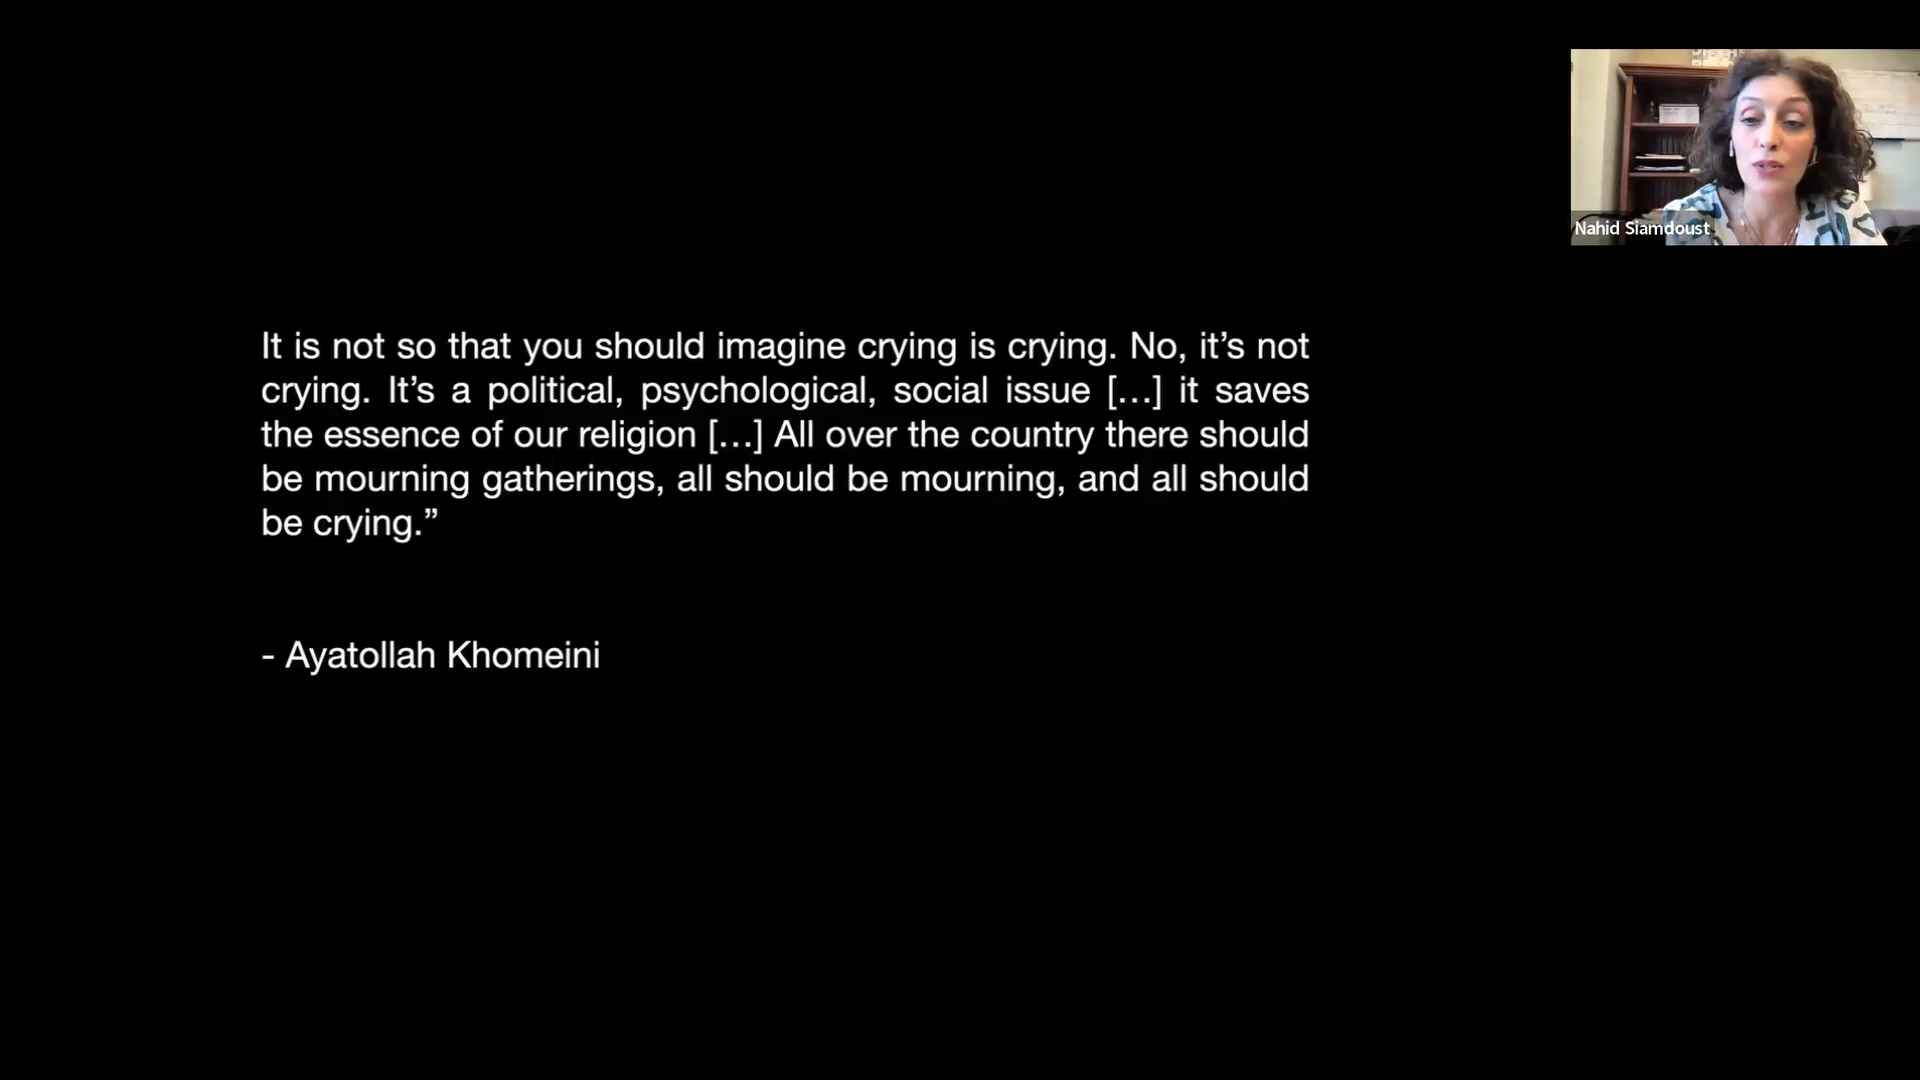 Nahid Siamdoust
It is not so that you should imagine crying is crying. No, it’s not
crying. It’s a political, psychological, social issue […] it saves
the essence of our religion […] All over the country there should
be mourning gatherings, all should be mourning, and all should
be crying.”
- Ayatollah Khomeini